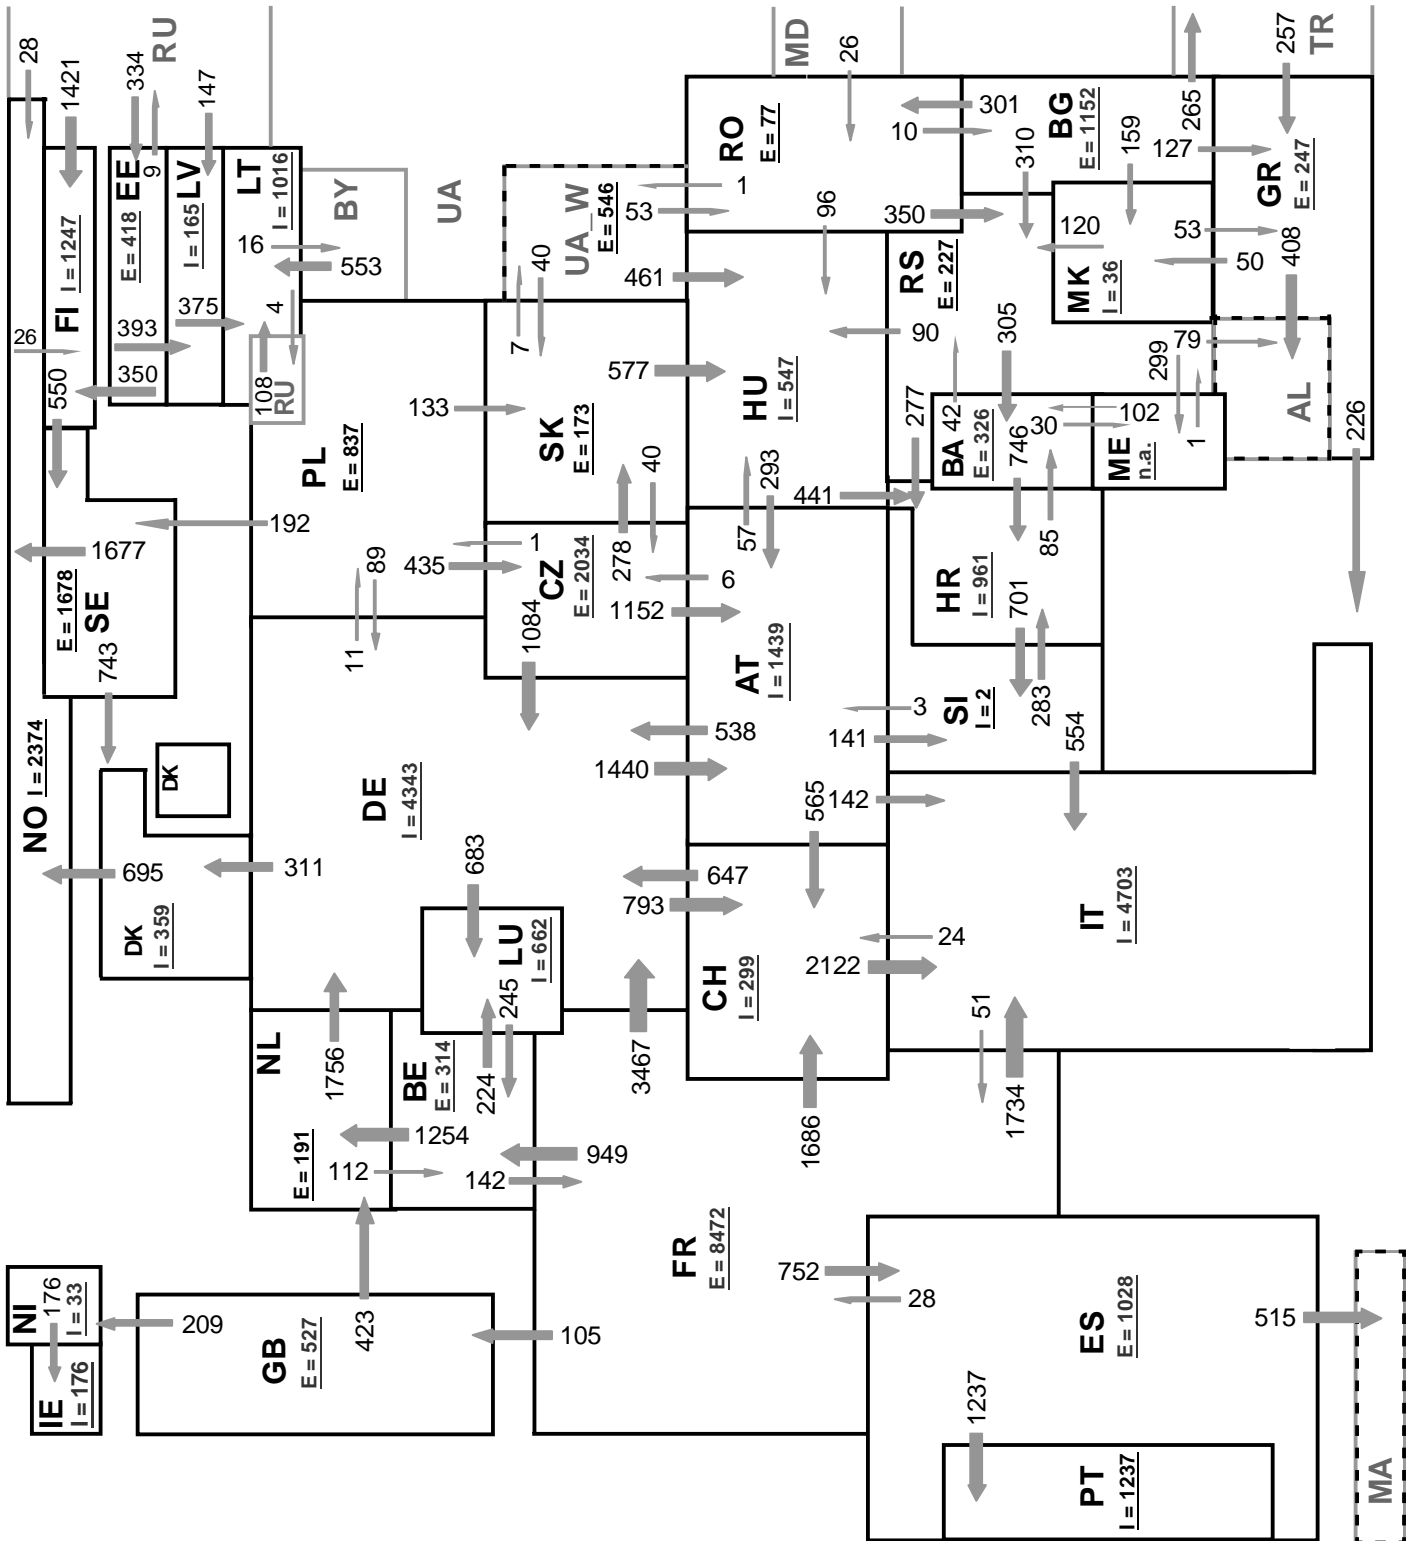 28
1421
334
RU
147
9
EE
E = 418
LV
I = 165
LT
I = 1016
FI
I = 1247
BY
UA
UA_W
E = 546
MD
26
RO
E = 77
301
10
310
BG
E = 1152
159
127
265
257
TR
GR
E = 247
1
53
96
350
120
53
50
408
MK
I = 36
16
553
4
375
393
350
26
550
108
RU
40
7
461
RS
E = 227
90
305
299
79
AL
226
577
HU
I = 547
277
42
BA
E = 326
746
30
102
ME
n.a.
1
133
PL
E = 837
SK
E = 173
40
293
441
192
1677
E = 1678
SE
743
89
11
435
1
CZ
E = 2034
278
57
6
1152
1084
85
HR
I = 961
701
283
AT
I = 1439
3
SI
I = 2
141
554
538
1440
565
142
NO
I = 2374
DK
DE
I = 4343
683
695
311
DK
I = 359
647
793
IT
I = 4703
LU
I = 662
245
224
24
2122
CH
I = 299
51
1734
NL
1756
BE
E = 314
3467
1686
1254
E = 191
112
142
949
FR
E = 8472
752
28
NI
176
I = 33
209
423
105
GB
E = 527
IE
I = 176
ES
E = 1028
515
1237
PT
I = 1237
MA